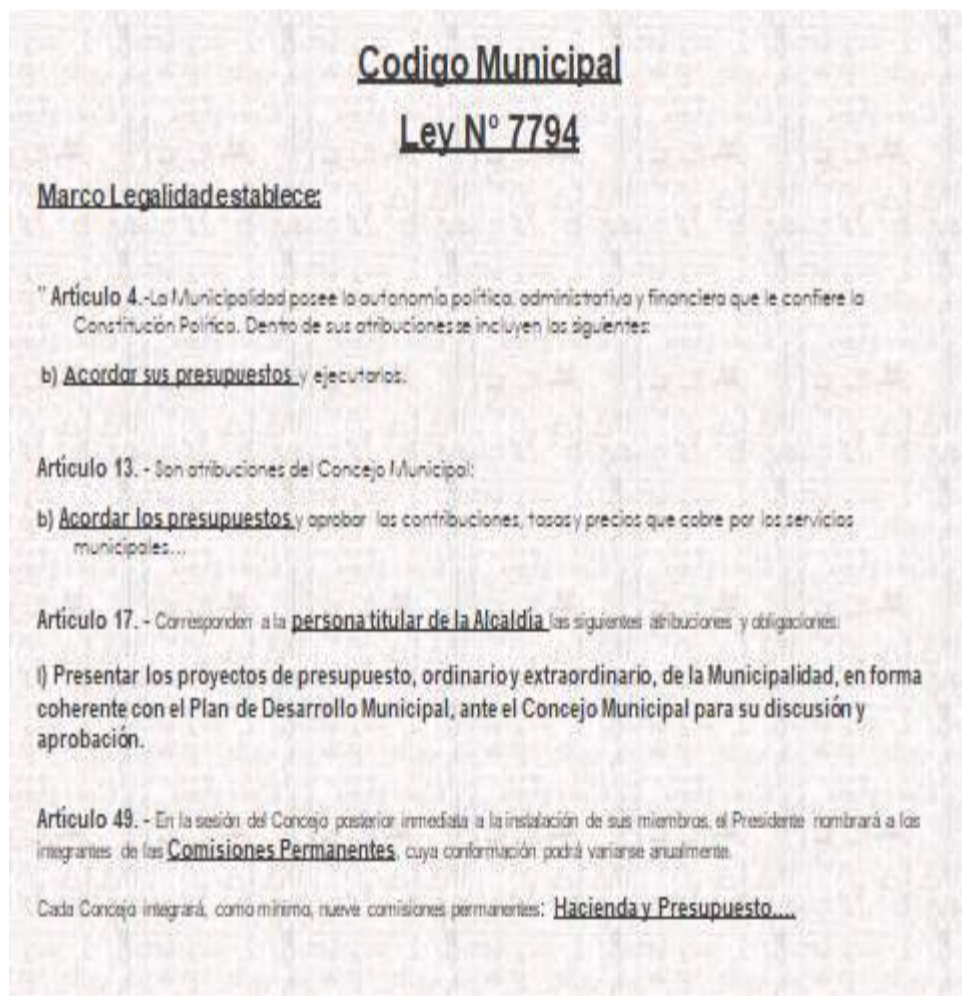 Codigo Municipal
Ley N° 7794
Marco Legalidad establece:
" Artículo 4.-La Municipalidad posee la autonomía política, administrativa y financiera que le confiere la
Constitución Política. Dentro de sus atribuciones se incluyen las siguientes:
b) Acordar sus presupuestos y ejecutarlos.
Artículo 13. - Son atribuciones del Concejo Municipal:
b) Acordar los presupuestos y aprobar las contribuciones, tasas y precios que cobre por los servicios
municipales...
Artículo 17. - Corresponden a la persona titular de la Alcaldía las siguientes atribuciones y obligaciones:
l) Presentar los proyectos de presupuesto, ordinario y extraordinario, de la Municipalidad, en forma
coherente con el Plan de Desarrollo Municipal, ante el Concejo Municipal para su discusión y
aprobación.
Artículo 49. - En la sesión del Concejo posterior inmediata a la instalación de sus miembros, el Presidente nombrará a los
integrantes de las Comisiones Permanentes, cuya conformación podrá variarse anualmente.
Cada Concejo integrará, como mínimo, nueve comisiones permanentes: Hacienda y Presupuesto....